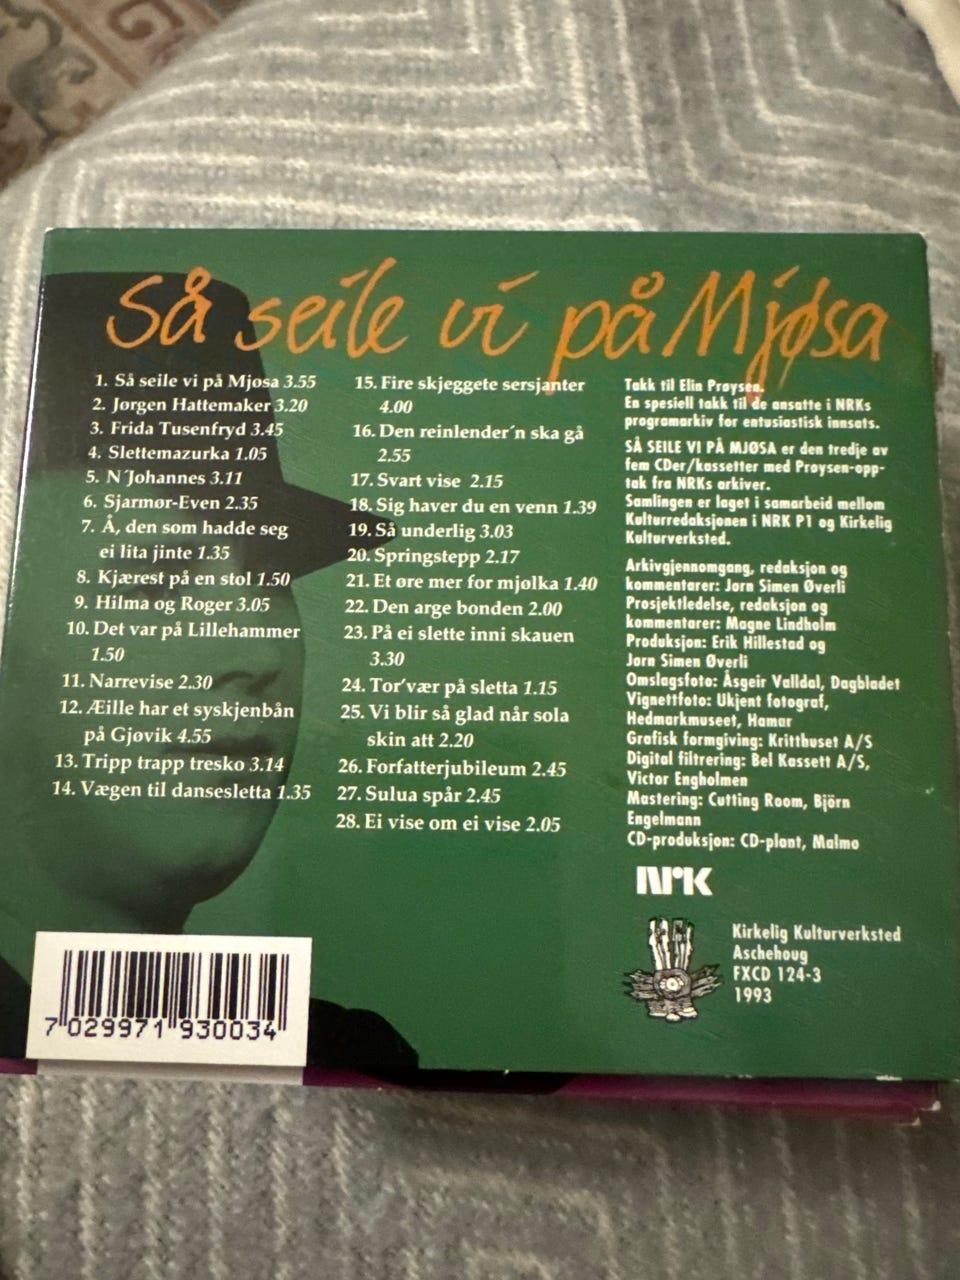 Så seile vi på Mjøsa
1. Så seile vi på Mjøsa 3.55
2. Jørgen Hattemaker 3.20
3. Frida Tusenfryd 3.45
4. Slettemazurka 1.05
5. N´Johannes 3.11
6. Sjarmør-Even 2.35
7. Å, den som hadde seg
ei lita jinte 1.35
8. Kjærest på en stol 1.50
9. Hilma og Roger 3.05
10. Det var på Lillehammer
1.50
11. Narrevise 2.30
12. Æille har et syskjenbån
på Gjøvik 4.55
13. Tripp trapp tresko 3.14
14. Vægen til dansesletta 1.35
15. Fire skjeggete sersjanter
4.00
16. Den reinlender´n ska gå
2.55
17. Svart vise 2.15
18. Sig haver du en venn 1.39
19. Så underlig 3.03
20. Springstepp 2.17
21. Et øre mer for mjølka 1.40
22. Den arge bonden 2.00
23. På ei slette inni skauen
3.30
24. Tor'vær på sletta 1.15
25. Vi blir så glad når sola
skin att 2.20
26. Forfatterjubileum 2.45
27. Sulua spår 2.45
28. Ei vise om ei vise 2.05
Takk til Elin Prøysen.
En spesiell takk til de ansatte i NRKs
programarkiv for entusiastisk innsats.
SÅ SEILE VI PÅ MJØSA er den tredje av
fem CDer/kassetter med Prøysen-opp-
tak fra NRKs arkiver.
Samlingen er laget i samarbeid mellom
Kulturredaksjonen i NRK P1 og Kirkelig
Kulturverksted.
Arkivgjennomgang, redaksjon og
kommentarer: Jørn Simen Øverli
Prosjektledelse, redaksjon og
kommentarer: Magne Lindholm
Produksjon: Erik Hillestad og
Jørn Simen Øverli
Omslagsfoto: Åsgeir Valldal, Dagbladet
Vignettfoto: Ukjent fotograf,
Hedmarkmuseet, Hamar
Grafisk formgiving: Kritthuset A/S
Digital filtrering: Bel Kassett A/S,
Victor Engholmen
Mastering: Cutting Room, Björn
Engelmann
CD-produksjon: CD-plant, Malmø
NRK
Kirkelig Kulturverksted
Aschehoug
FXCD 124-3
1993
7 029971 930034